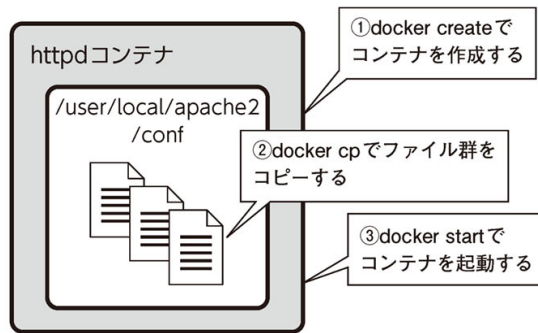 httpdコンテナ
/user/local/apache2
/conf
①docker createで
コンテナを作成する
②docker cpでファイル群を
コピーする
③docker startで
コンテナを起動する